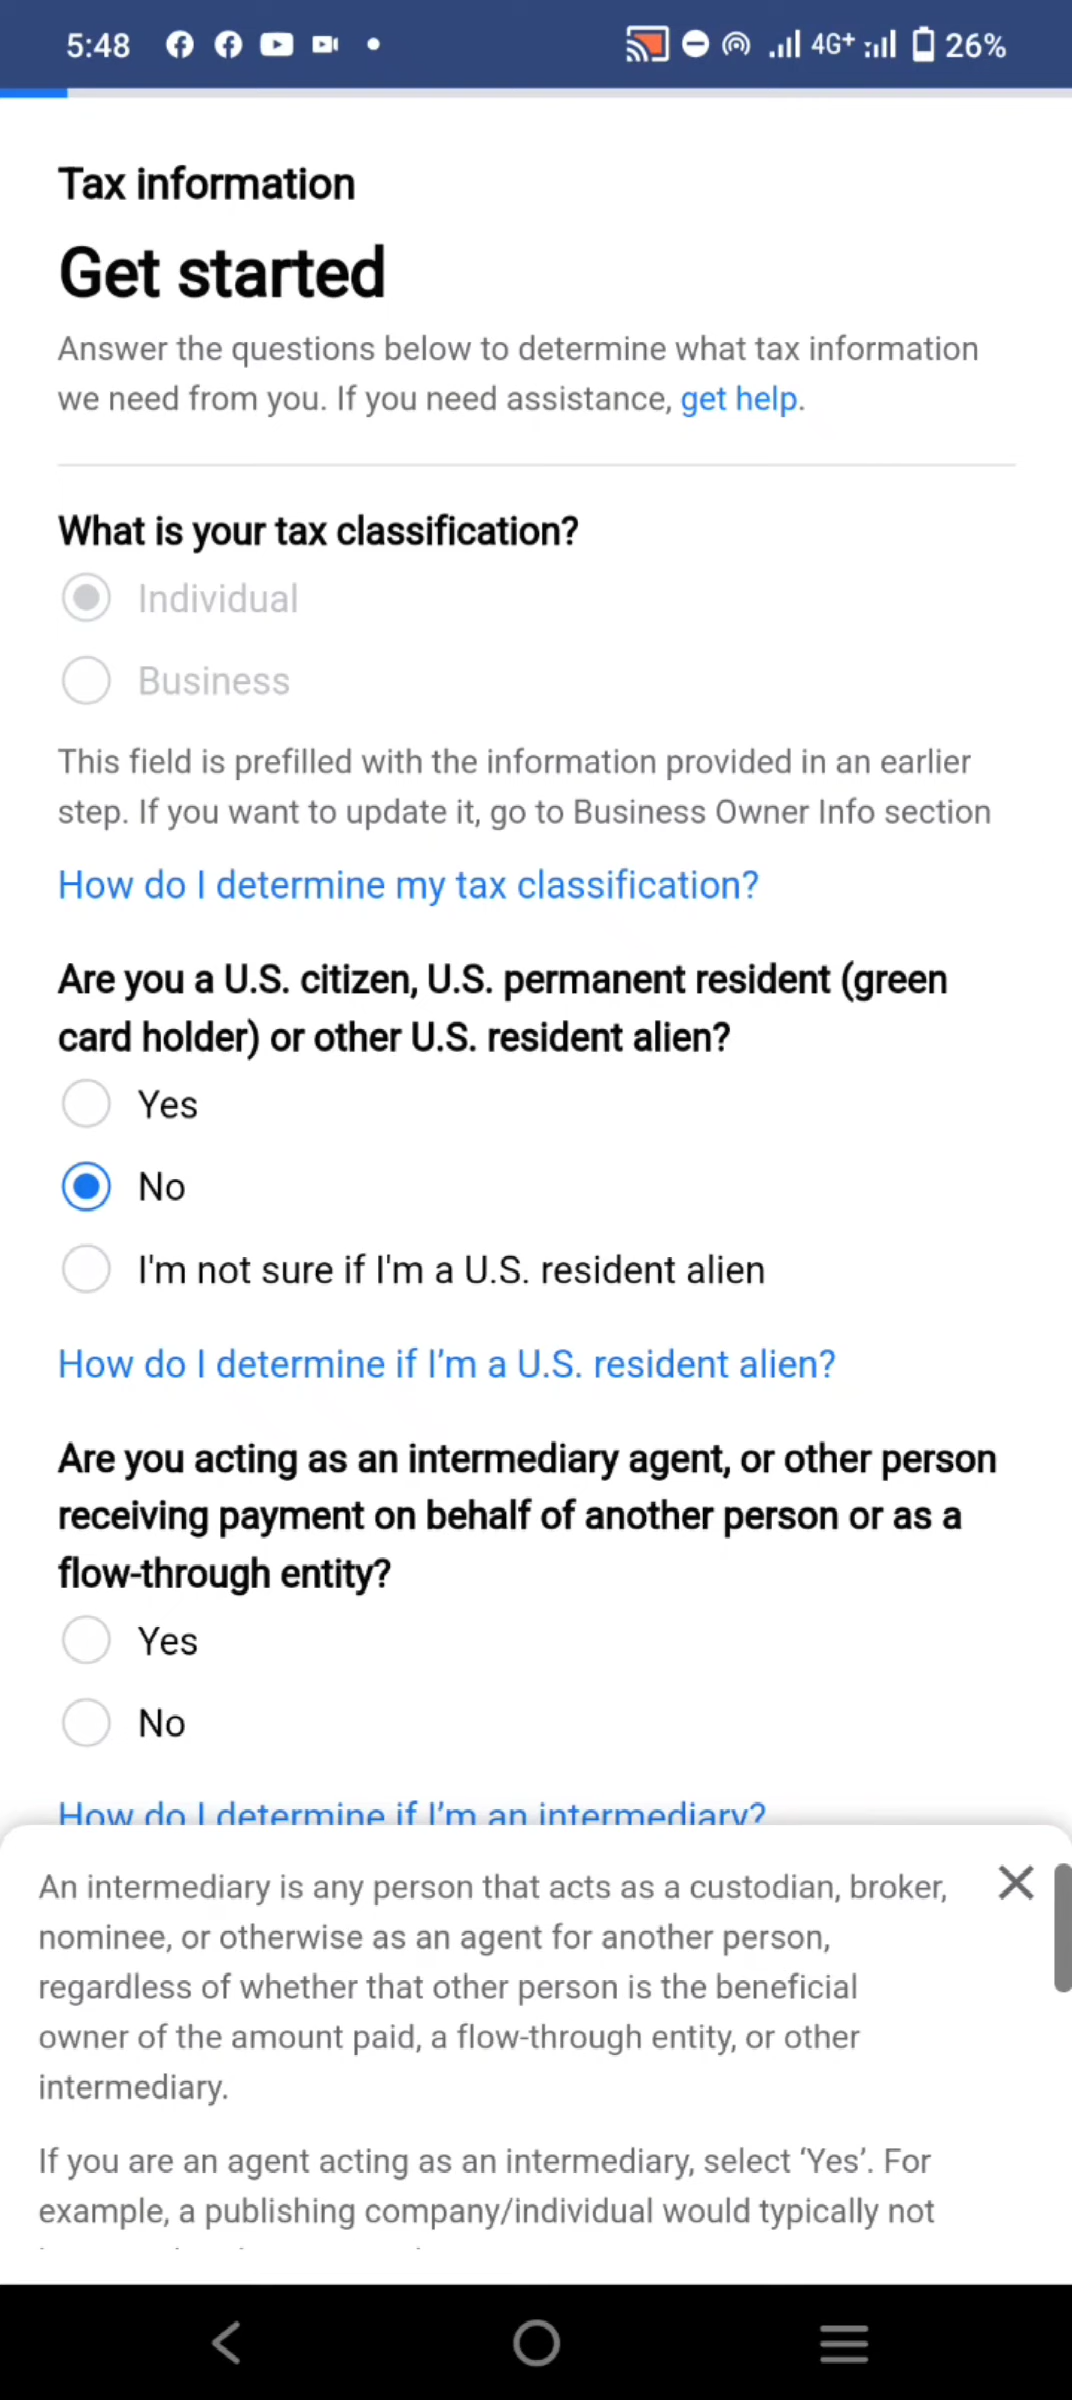 5:48
4G+
26%
Tax information
Get started
Answer the questions below to determine what tax information
we need from you. If you need assistance, get help.
What is your tax classification?
Individual
Business
This field is prefilled with the information provided in an earlier
step. If you want to update it, go to Business Owner Info section
How do I determine my tax classification?
Are you a U.S. citizen, U.S. permanent resident (green
card holder) or other U.S. resident alien?
Yes
No
I'm not sure if I'm a U.S. resident alien
How do I determine if I’m a U.S. resident alien?
Are you acting as an intermediary agent, or other person
receiving payment on behalf of another person or as a
flow-through entity?
Yes
No
How do I determine if I’m an intermediary?
An intermediary is any person that acts as a custodian, broker,
nominee, or otherwise as an agent for another person,
regardless of whether that other person is the beneficial
owner of the amount paid, a flow-through entity, or other
intermediary.
If you are an agent acting as an intermediary, select ‘Yes’. For
example, a publishing company/individual would typically not